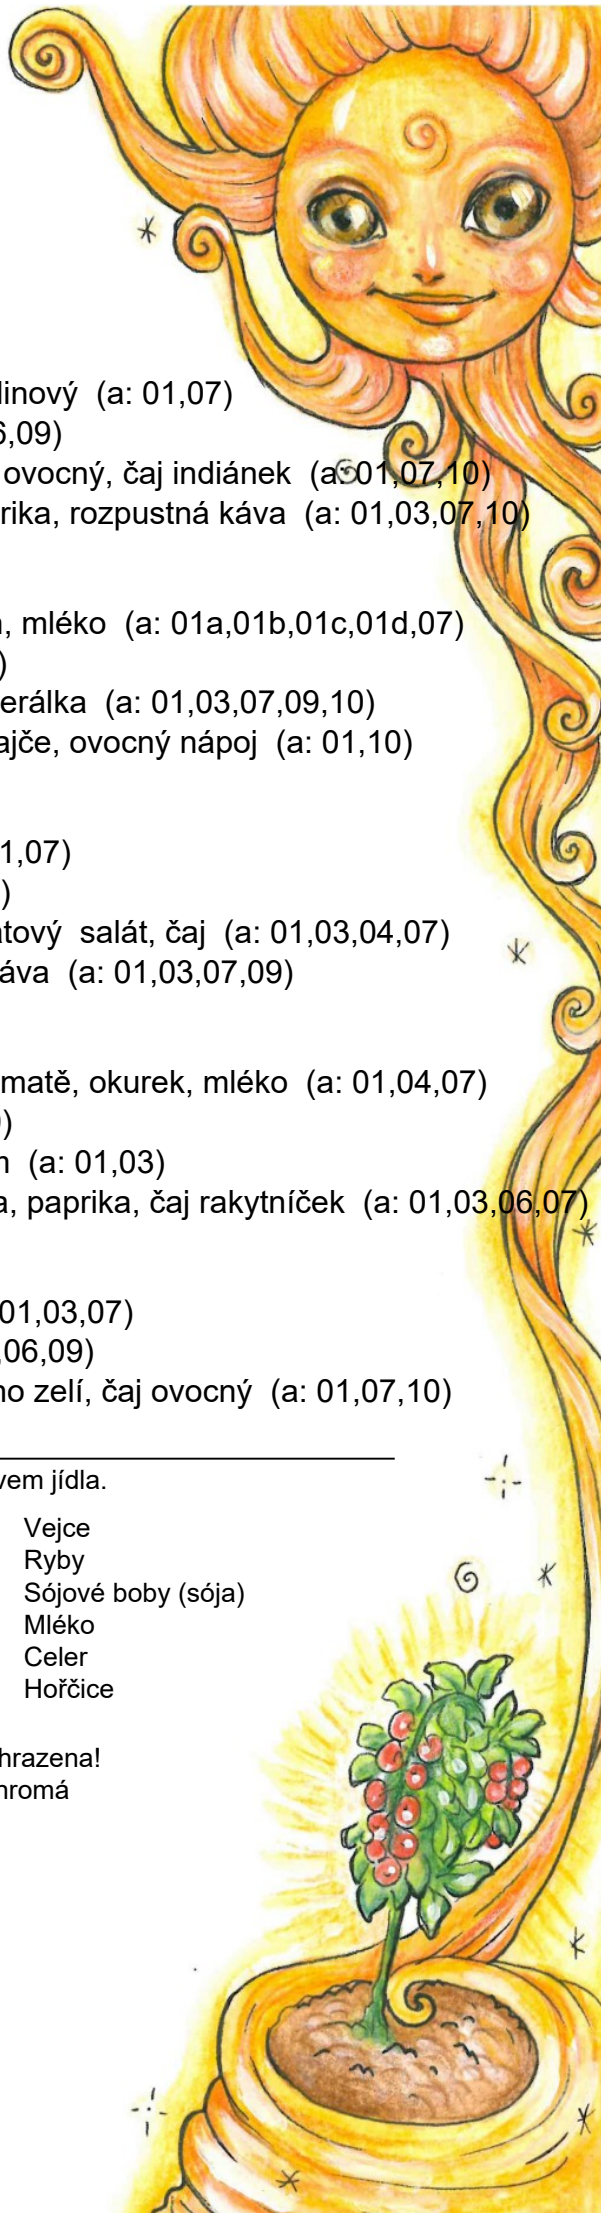 linový (a: 01,07)
6,09)
ovocný, čaj indiánek (a: 01,07,10)
rika, rozpustná káva (a: 01,03,07,10)
, mléko (a: 01a,01b,01c,01d,07)
)
erálka (a: 01,03,07,09,10)
ajče, ovocný nápoj (a: 01,10)
1,07)
)
atový salát, čaj (a: 01,03,04,07)
áva (a: 01,03,07,09)
matě, okurek, mléko (a: 01,04,07)
)
(a: 01,03)
a, paprika, čaj rakytníček (a: 01,03,06,07)
01,03,07)
,06,09)
ho zelí, čaj ovocný (a: 01,07,10)
vem jídla.
Vejce
Ryby
Sójové boby (sója)
Mléko
Celer
Hořčice
hrazena!
hromá